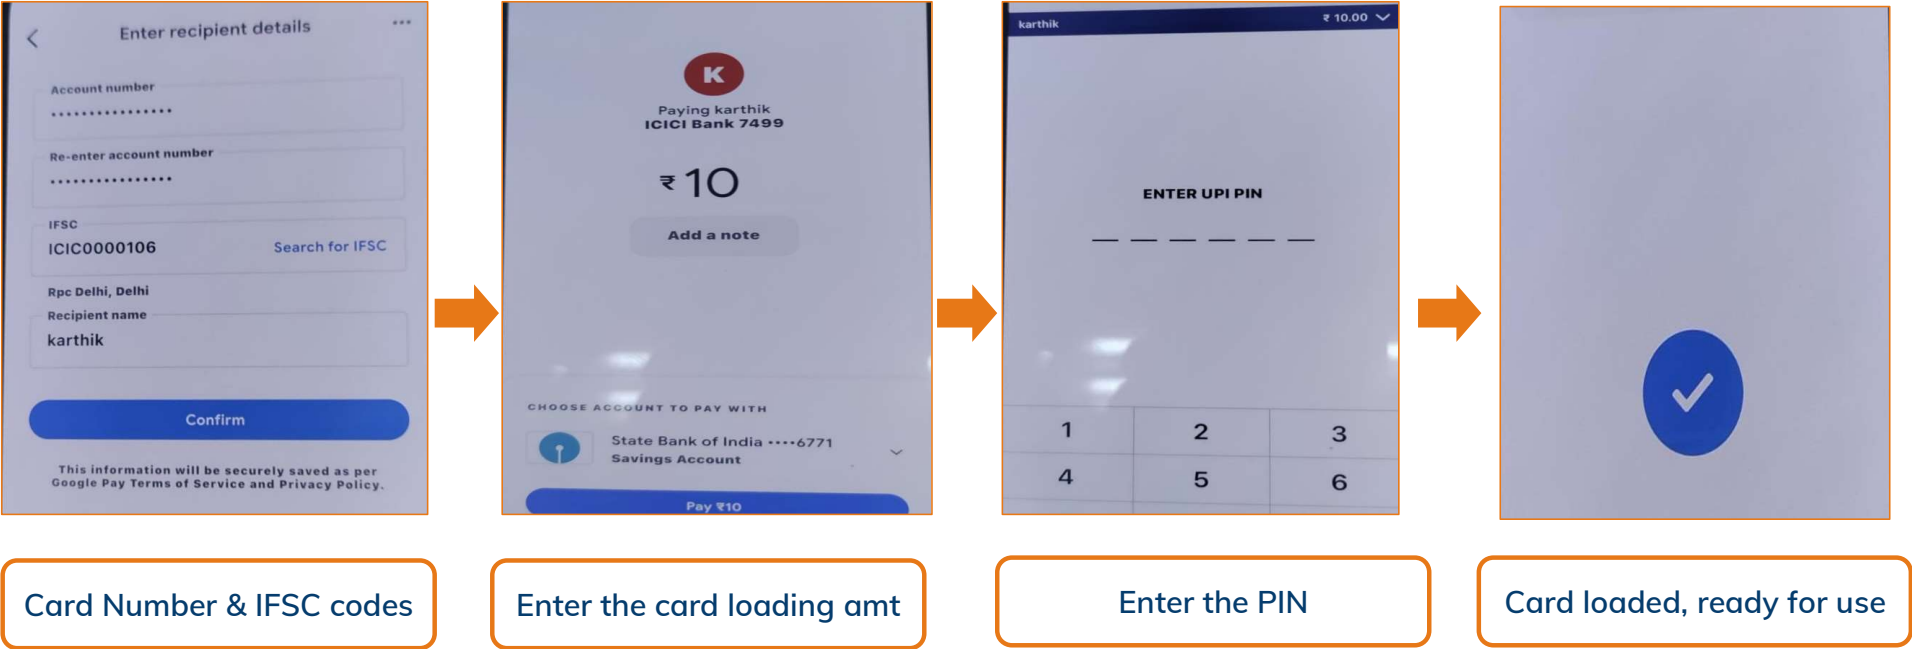 Enter recipient details
Account number
Re-enter account number
IFSC
ICIC0000106
Search for IFSC
Rpc Delhi, Delhi
Recipient name
karthik
Confirm
This information will be securely saved as per
Google Pay Terms of Service and Privacy Policy.
Card Number & IFSC codes
K
Paying karthik
ICICI Bank 7499
₹10
Add a note
CHOOSE ACCOUNT TO PAY WITH
State Bank of India ····6771
Savings Account
Pay ₹10
Enter the card loading amt
karthik
₹ 10.00
ENTER UPI PIN
1 2 3
4 5 6
Enter the PIN
Card loaded, ready for use